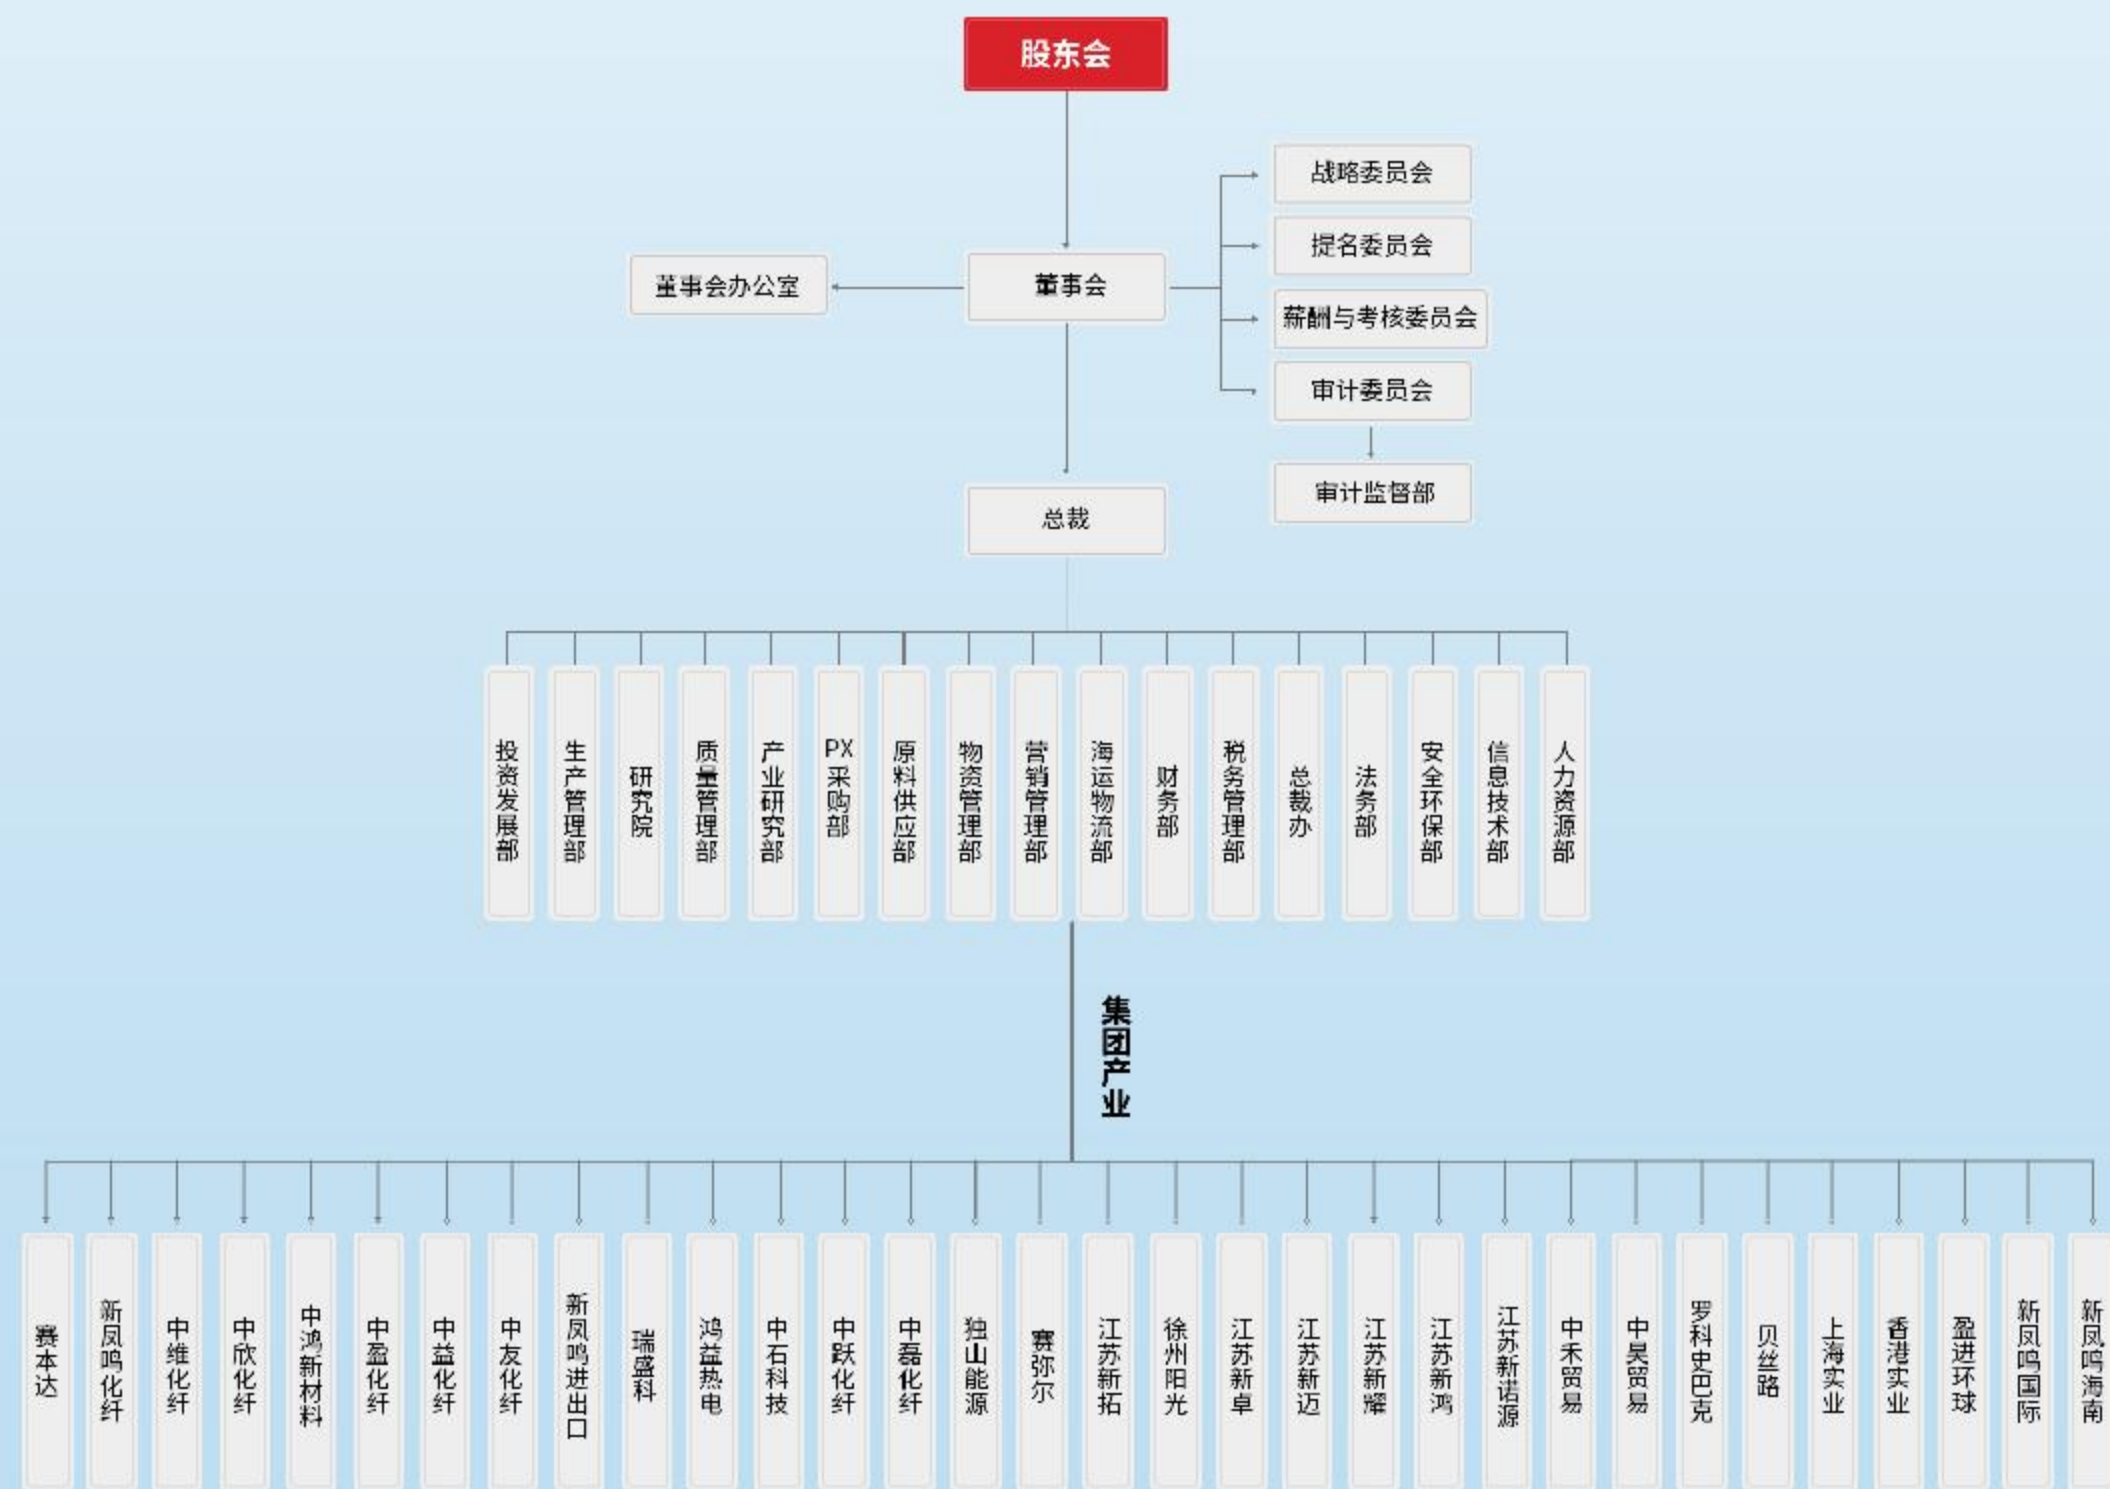 股东会
战略委员会
提名委员会
董事会办公室
董事会
薪酬与考核委员会
审计委员会
审计监督部
总裁
投资发展部
生产管理部
研究院
质量管理部
产业研究部
PX采购部
原料供应部
物资管理部
营销管理部
海运物流部
财务部
税务管理部
总裁办
法务部
安全环保部
信息技术部
人力资源部
集团产业
赛本达
新凤鸣化纤
中维化纤
中欣化纤
中鸿新材料
中盈化纤
中益化纤
中友化纤
新凤鸣进出口
瑞盛科
鸿益热电
中石科技
中跃化纤
中磊化纤
独山能源
赛弥尔
江苏新拓
徐州阳光
江苏新卓
江苏新迈
江苏新耀
江苏新鸿
江苏新诺源
中禾贸易
中昊贸易
罗科史巴克
贝丝路
上海实业
香港实业
盈进环球
新凤鸣国际
新凤鸣海南